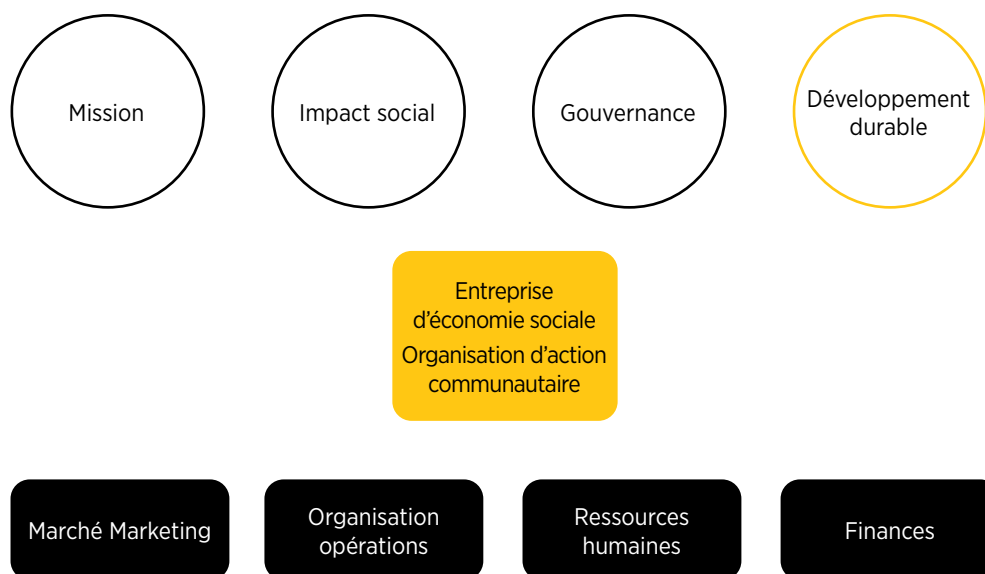 Mission
Impact social
Gouvernance
Développement
durable
Entreprise
d'économie sociale
Organisation d’action
communautaire
Marché Marketing
Organisation
opérations
Ressources
humaines
Finances